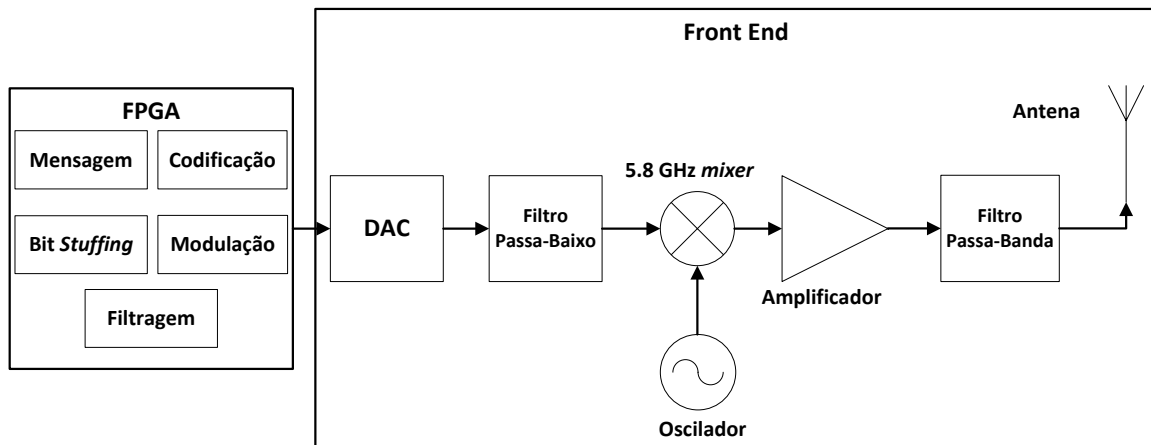 Front End
FPGA
Mensagem
Codificação
Bit Stuffing
Modulação
Filtragem
DAC
Filtro
Passa-Baixo
5.8 GHz mixer
Oscilador
Amplificador
Filtro
Passa-Banda
Antena